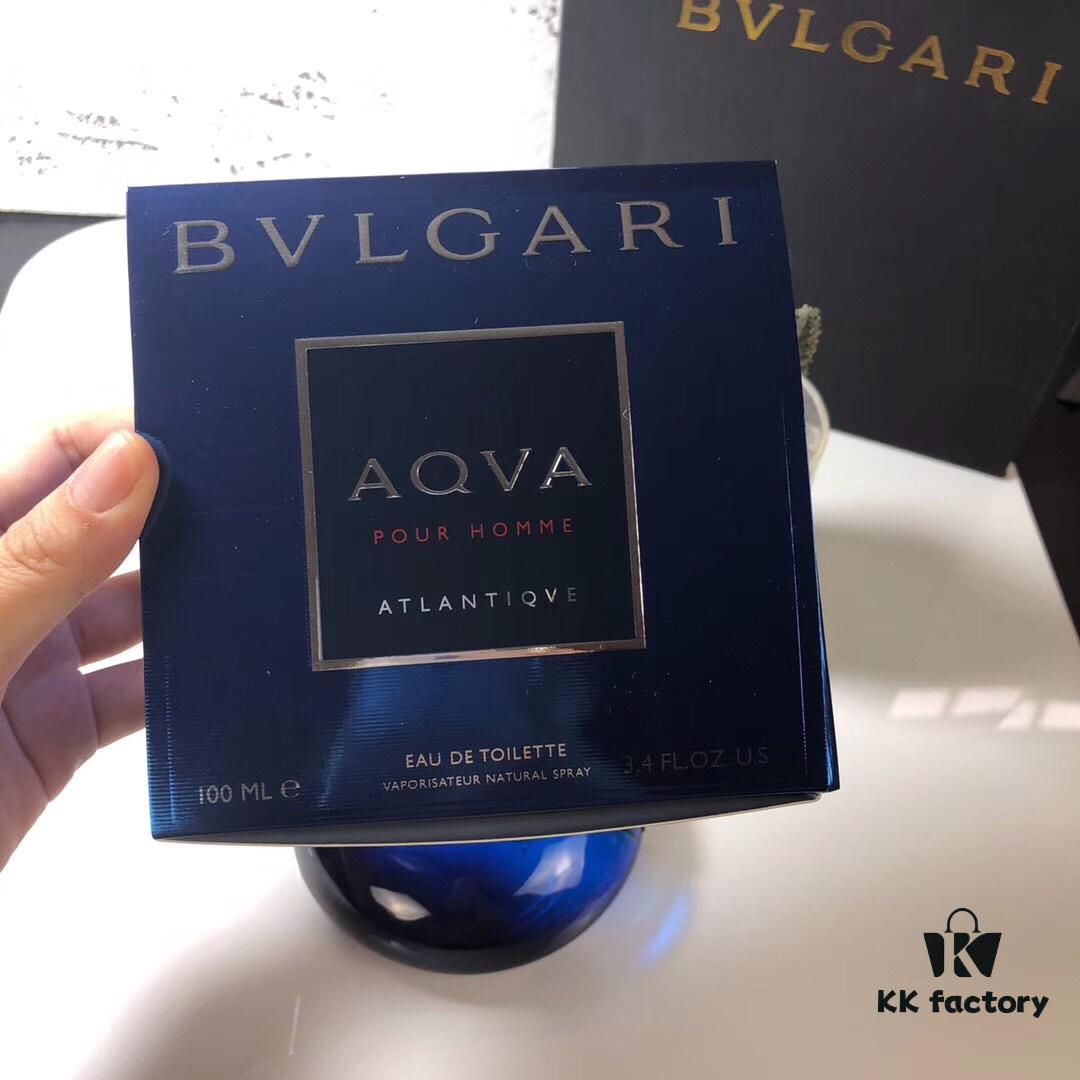 BVLGARI
BVLGARI
AQVA
POUR HOMME
ATLANTIQVE
EAU DE TOILETTE
VAPORISATEUR NATURAL SPRAY
100 ML e
3.4 FL.OZ. U.S
KK factory